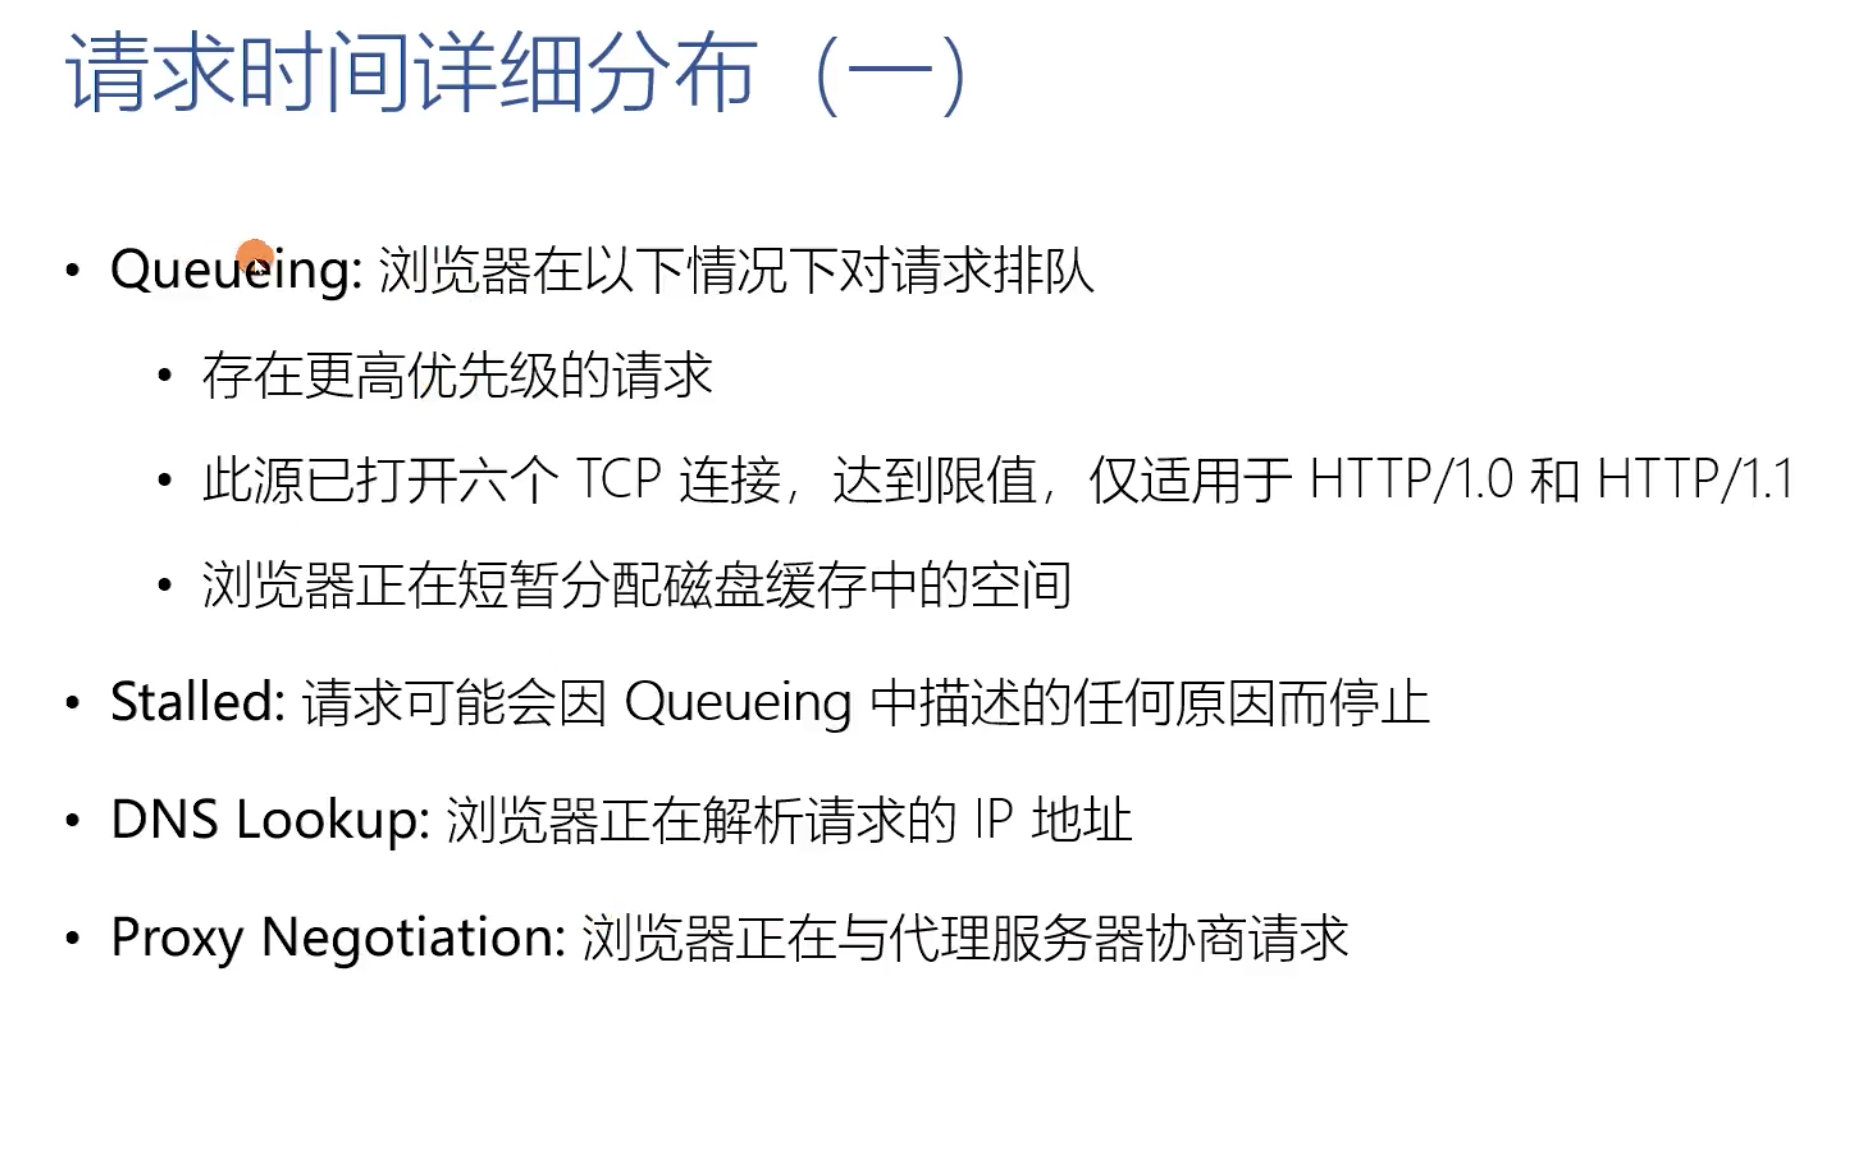 请求时间详细分布（一）
• Queueing: 浏览器在以下情况下对请求排队
• 存在更高优先级的请求
• 此源已打开六个 TCP 连接，达到限值，仅适用于 HTTP/1.0 和 HTTP/1.1
• 浏览器正在短暂分配磁盘缓存中的空间
• Stalled: 请求可能会因 Queueing 中描述的任何原因而停止
• DNS Lookup: 浏览器正在解析请求的 IP 地址
• Proxy Negotiation: 浏览器正在与代理服务器协商请求